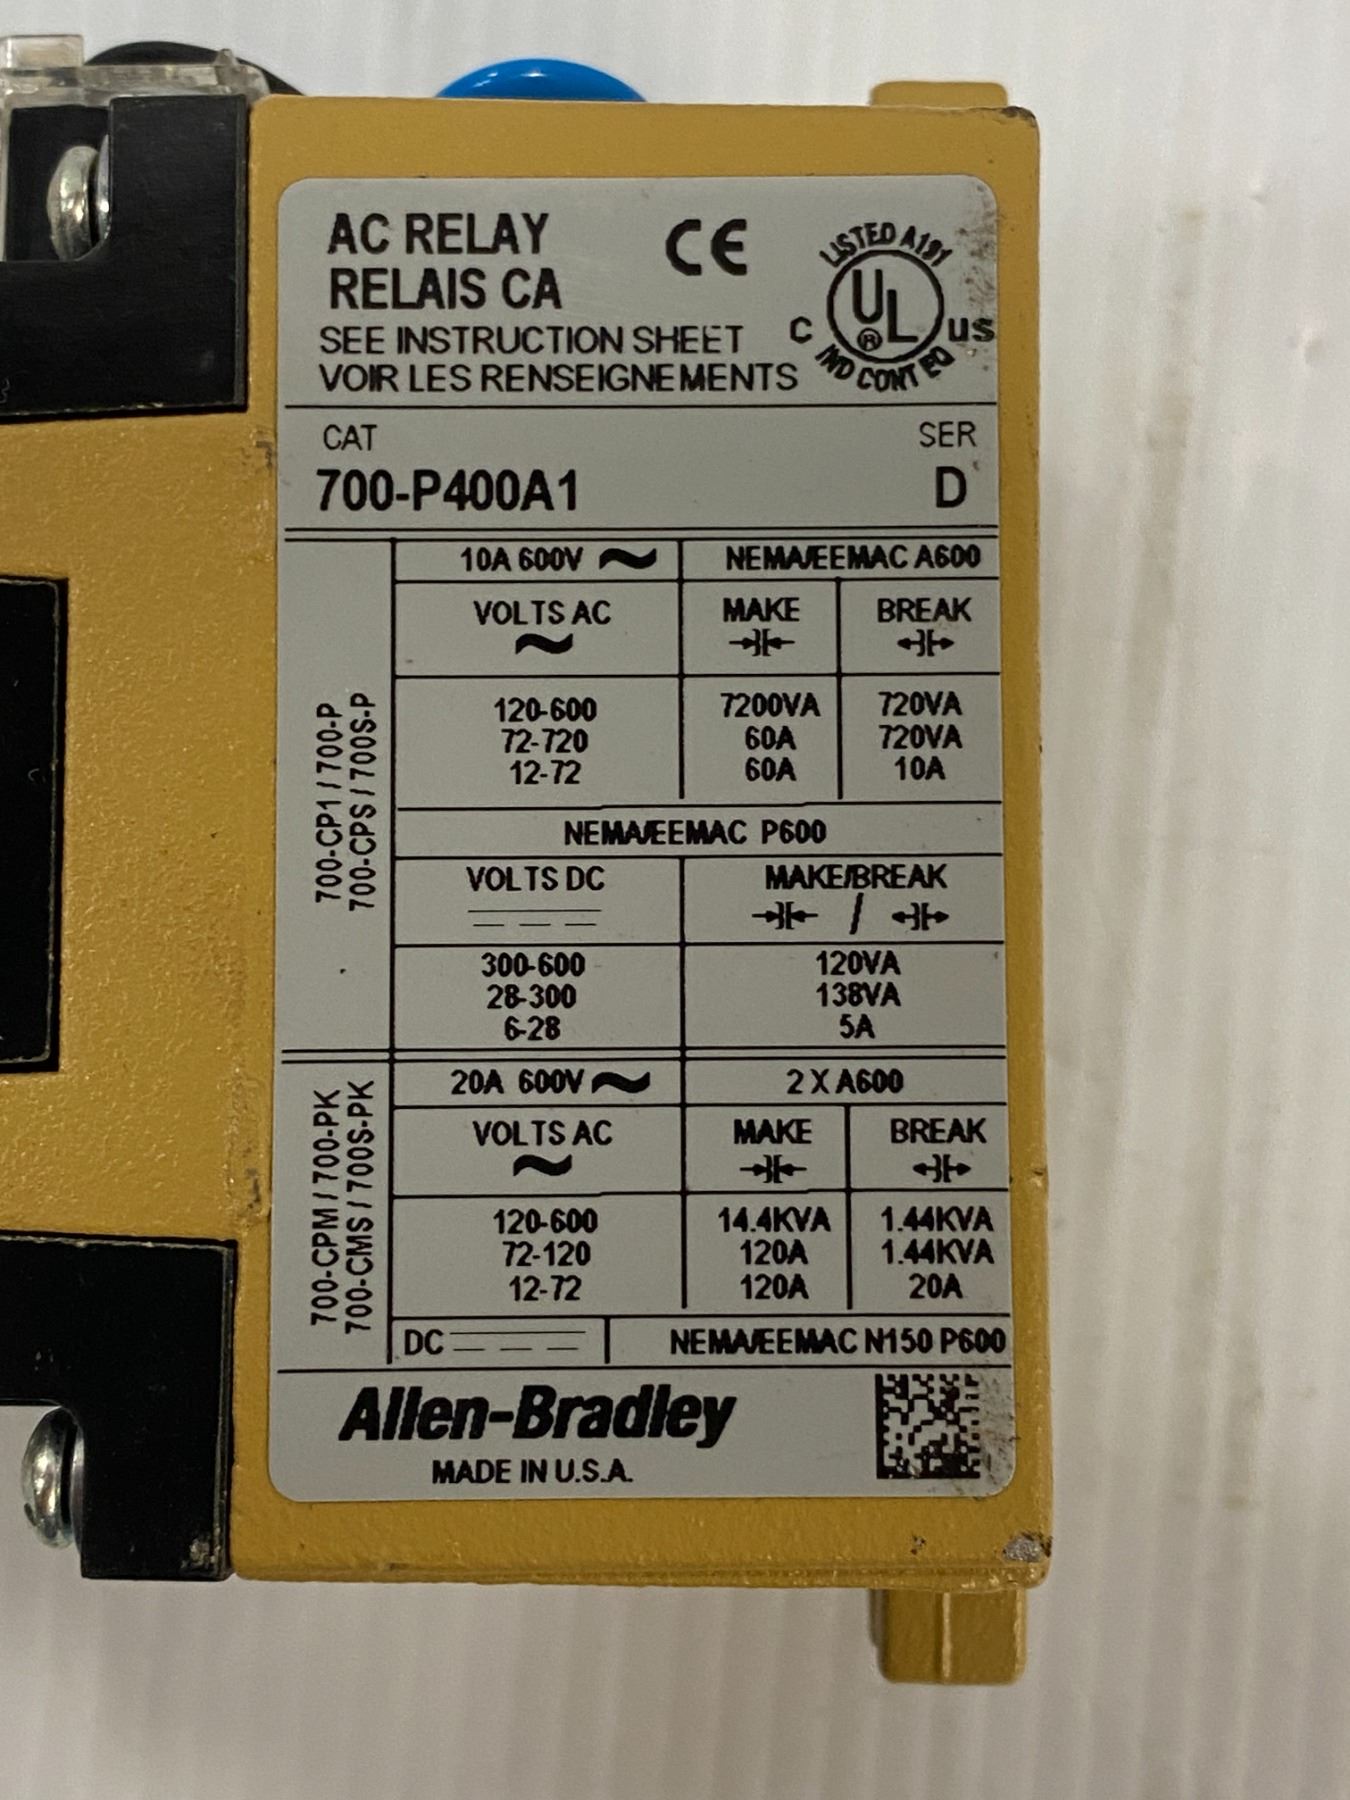 AC RELAY
RELAIS CA
SEE INSTRUCTION SHEET
VOIR LES RENSEIGNEMENTS
CE
LISTED A191
C UL ® US
IND CONT EQ
CAT SER
700-P400A1 D
700-CP1 / 700-P
700-CPS / 700S-P
10A 600V ~ NEMA/EEMAC A600
VOLTS AC MAKE BREAK
~
120-600 7200VA 720VA
72-720 60A 720VA
12-72 60A 10A
NEMA/EEMAC P600
VOLTS DC MAKE/BREAK
/
300-600 120VA
28-300 138VA
6-28 5A
700-CPM / 700-PK
700-CMS / 700S-PK
20A 600V ~ 2 X A600
VOLTS AC MAKE BREAK
~
120-600 14.4KVA 1.44KVA
72-120 120A 1.44KVA
12-72 120A 20A
DC NEMA/EEMAC N150 P600
Allen-Bradley
MADE IN U.S.A.